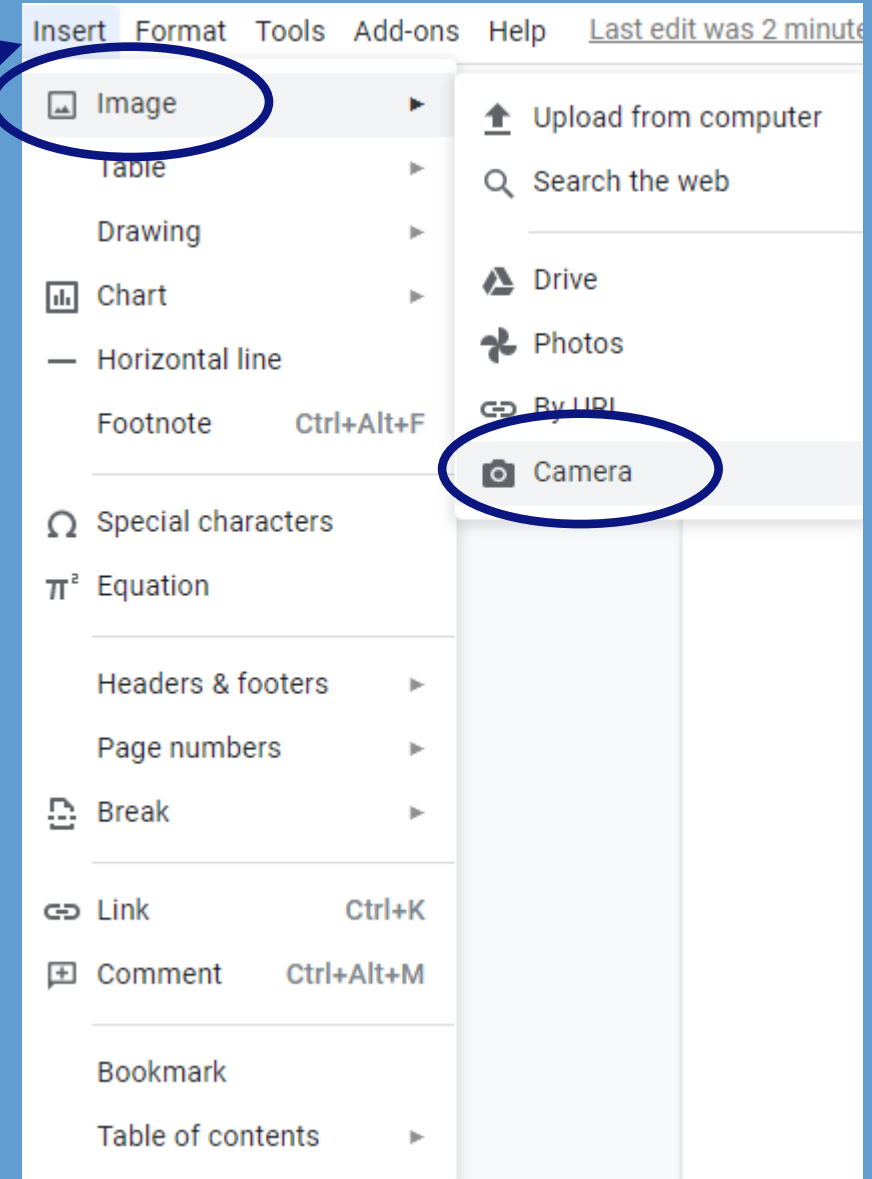 Insert Format Tools Add-ons Help Last edit was 2 minute
Image
Table
Drawing
Chart
Horizontal line
Footnote Ctrl+Alt+F
Special characters
π² Equation
Headers & footers
Page numbers
Break
Link Ctrl+K
Comment Ctrl+Alt+M
Bookmark
Table of contents
Upload from computer
Search the web
Drive
Photos
By URL
Camera